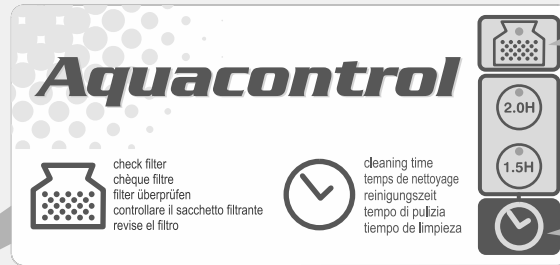 Aquacontrol
check filter
chèque filtre
filter überprüfen
controllare il sacchetto filtrante
revise el filtro
cleaning time
temps de nettoyage
reinigungszeit
tempo di pulizia
tiempo de limpieza
2.0H
1.5H